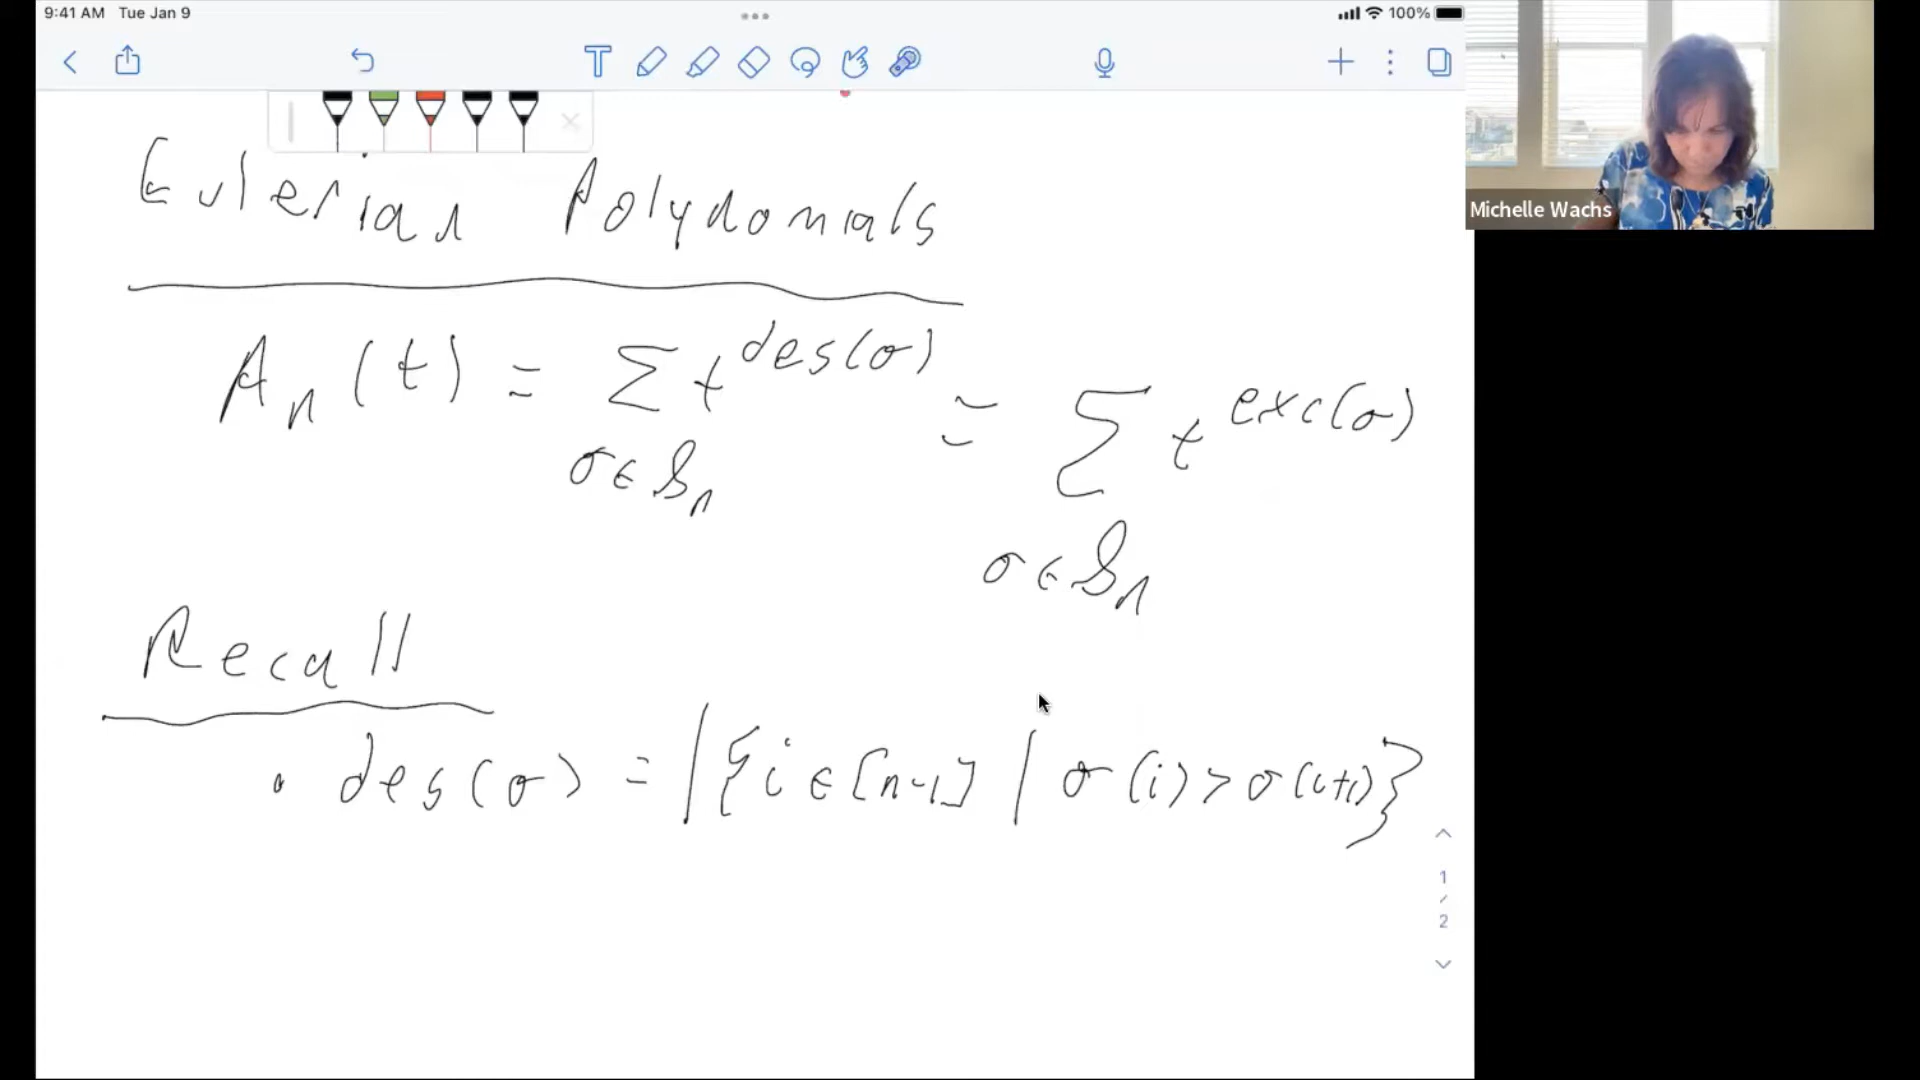 9:41 AM Tue Jan 9
100%
Michelle Wachs
Eulerian Polynomials
A_n(t) = Σ_{σ∈S_n} t^{des(σ)} = Σ_{σ∈S_n} t^{exc(σ)}
Recall
• des(σ) = |{i ∈ [n-1] | σ(i) > σ(i+1)}
1
/
2